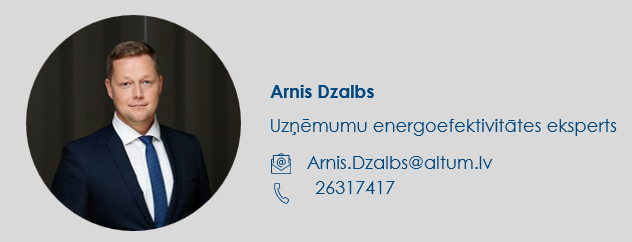 Arnis Dzalbs
Uzņēmumu energoefektivitātes eksperts
Arnis.Dzalbs@altum.lv
26317417